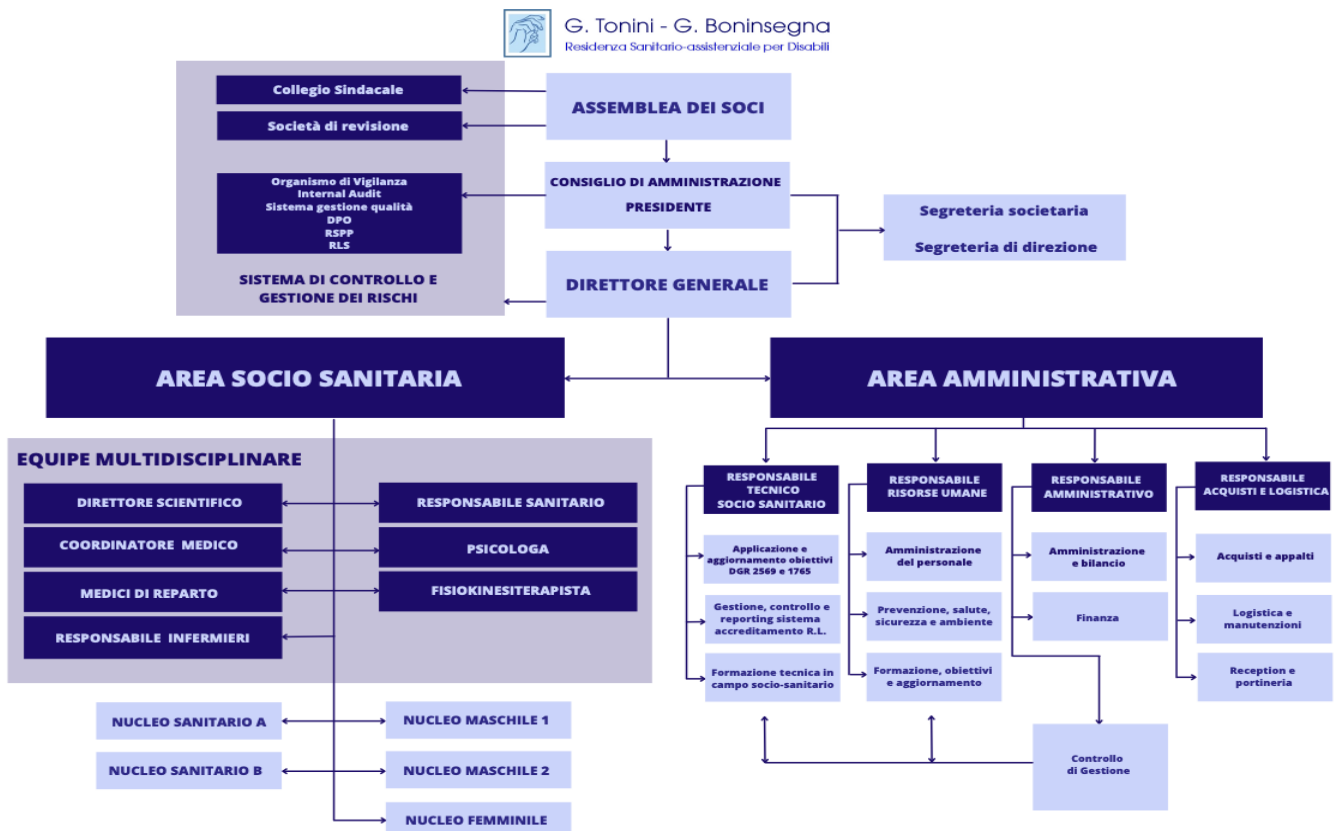 G. Tonini - G. Boninsegna
Residenza Sanitario-assistenziale per Disabili
Collegio Sindacale
Società di revisione
ASSEMBLEA DEI SOCI
Organismo di Vigilanza
Internal Audit
Sistema gestione qualità
DPO
RSPP
RLS
SISTEMA DI CONTROLLO E
GESTIONE DEI RISCHI
CONSIGLIO DI AMMINISTRAZIONE
PRESIDENTE
Segreteria societaria
Segreteria di direzione
DIRETTORE GENERALE
AREA SOCIO SANITARIA
AREA AMMINISTRATIVA
EQUIPE MULTIDISCIPLINARE
DIRETTORE SCIENTIFICO
RESPONSABILE SANITARIO
COORDINATORE MEDICO
PSICOLOGA
MEDICI DI REPARTO
FISIOKINESITERAPISTA
RESPONSABILE INFERMIERI
NUCLEO SANITARIO A
NUCLEO MASCHILE 1
NUCLEO SANITARIO B
NUCLEO MASCHILE 2
NUCLEO FEMMINILE
RESPONSABILE
TECNICO
SOCIO SANITARIO
Applicazione e
aggiornamento obiettivi
DGR 2569 e 1765
Gestione, controllo e
reporting sistema
accreditamento R.L.
Formazione tecnica in
campo socio-sanitario
RESPONSABILE
RISORSE UMANE
Amministrazione
del personale
Prevenzione, salute,
sicurezza e ambiente
Formazione, obiettivi
e aggiornamento
RESPONSABILE
AMMINISTRATIVO
Amministrazione
e bilancio
Finanza
Controllo
di Gestione
RESPONSABILE
ACQUISTI E LOGISTICA
Acquisti e appalti
Logistica e
manutenzioni
Reception e
portineria